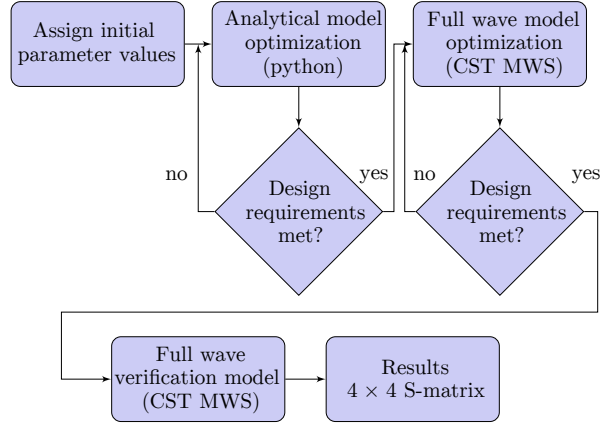 Assign initial
parameter values
Analytical model
optimization
(python)
Full wave model
optimization
(CST MWS)
no
Design
requirements
met?
yes
no
Design
requirements
met?
yes
Full wave
verification model
(CST MWS)
Results
4 × 4 S-matrix